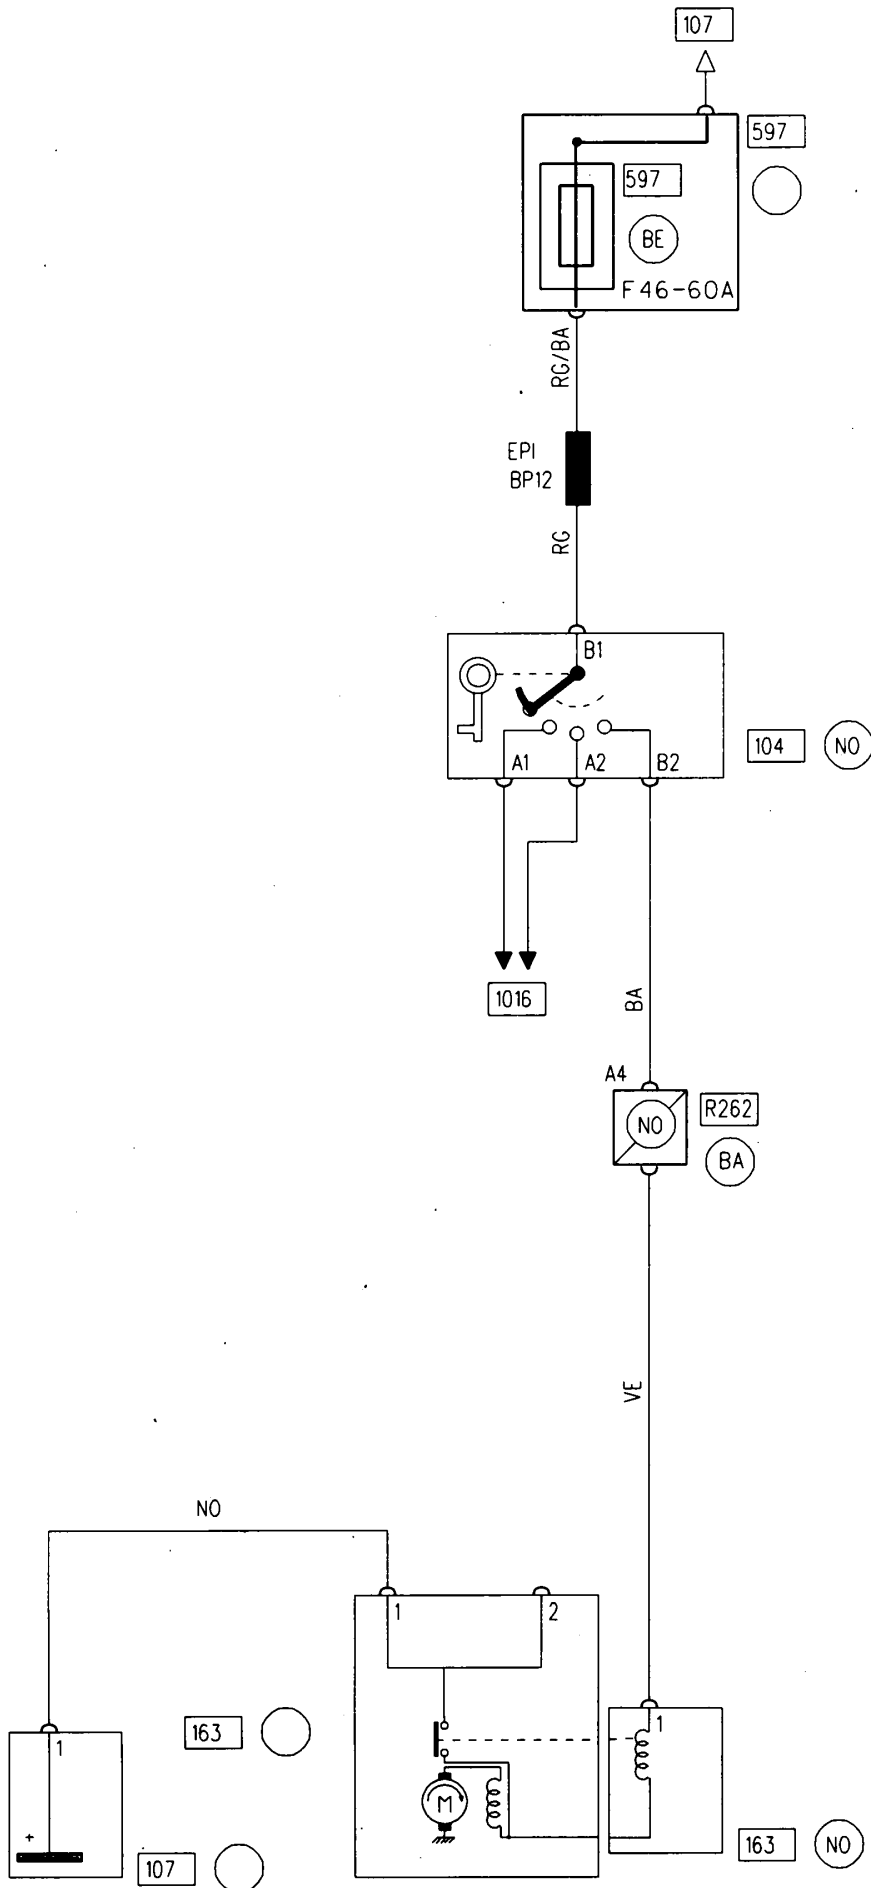 107
597
597
BE
F46-60A
RG/BA
EPI
BP12
RG
B1
104
NO
A1
A2
B2
1016
BA
A4
NO
R262
BA
VE
NO
1
2
163
1
1
M
+
107
163
NO